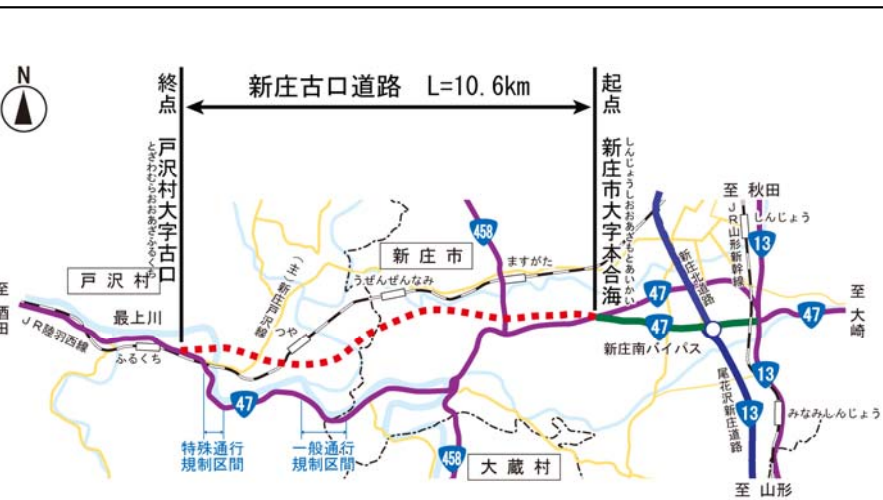 N
終点
新庄古口道路 L=10.6km
起点
戸沢村大字古口
とざわむらおおあざふるくち
新庄市大字本合海
しんじょうしおおあざもとあいかい
至 秋田
しんじょう
JR山形新幹線
13
458
新庄市
ますがた
うぜんぜんなみ
(主)新庄戸沢線
戸沢村
新庄北道路
至 酒田
最上川
JR陸羽西線
ふるくち
つや
47
47
47
至 大崎
新庄南バイパス
13
尾花沢新庄道路
13
みなみしんじょう
47
特殊通行
規制区間
一般通行
規制区間
458
大蔵村
至 山形